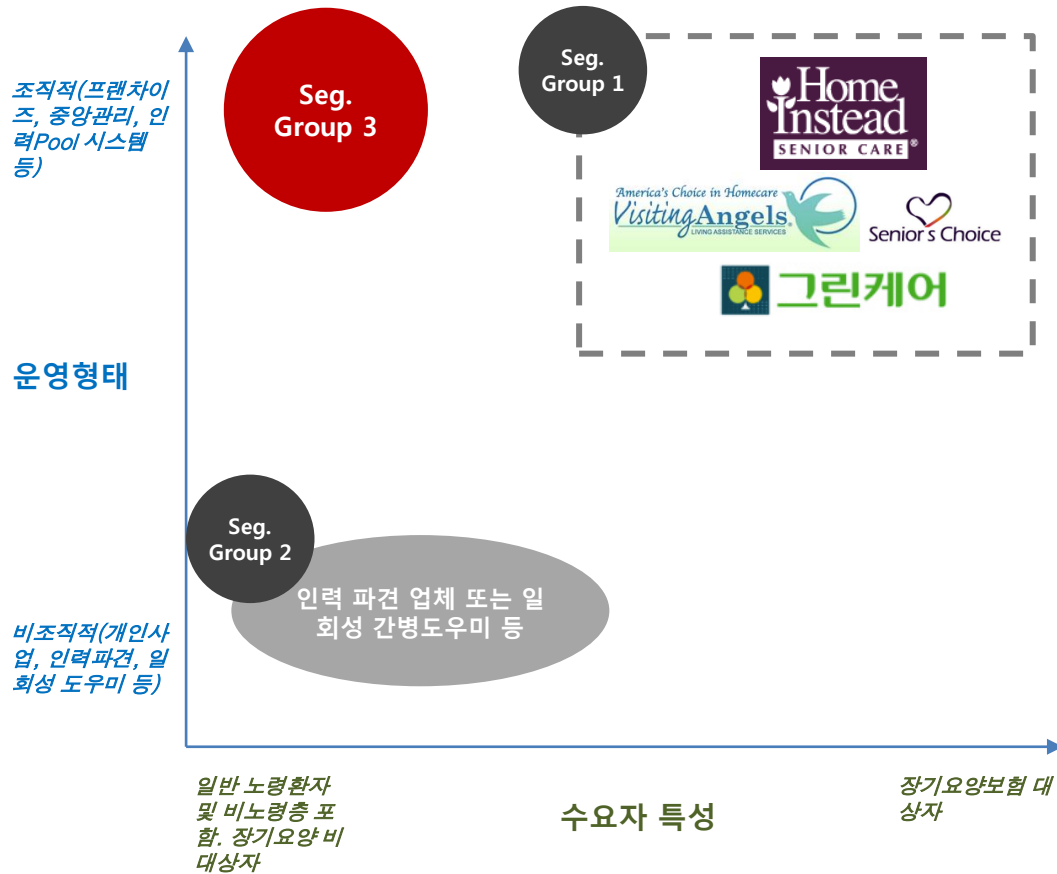 조직적(프랜차이
즈, 중앙관리, 인
력Pool 시스템
등)
Seg.
Group 3
Seg.
Group 1
Home
Instead
SENIOR CARE®
America's Choice in Homecare
VisitingAngels®
LIVING ASSISTANCE SERVICES
Senior's Choice
그린케어
운영형태
Seg.
Group 2
인력 파견 업체 또는 일
회성 간병도우미 등
비조직적(개인사
업, 인력파견, 일
회성 도우미 등)
일반 노령환자
및 비노령층 포
함. 장기요양 비
대상자
수요자 특성
장기요양보험 대
상자